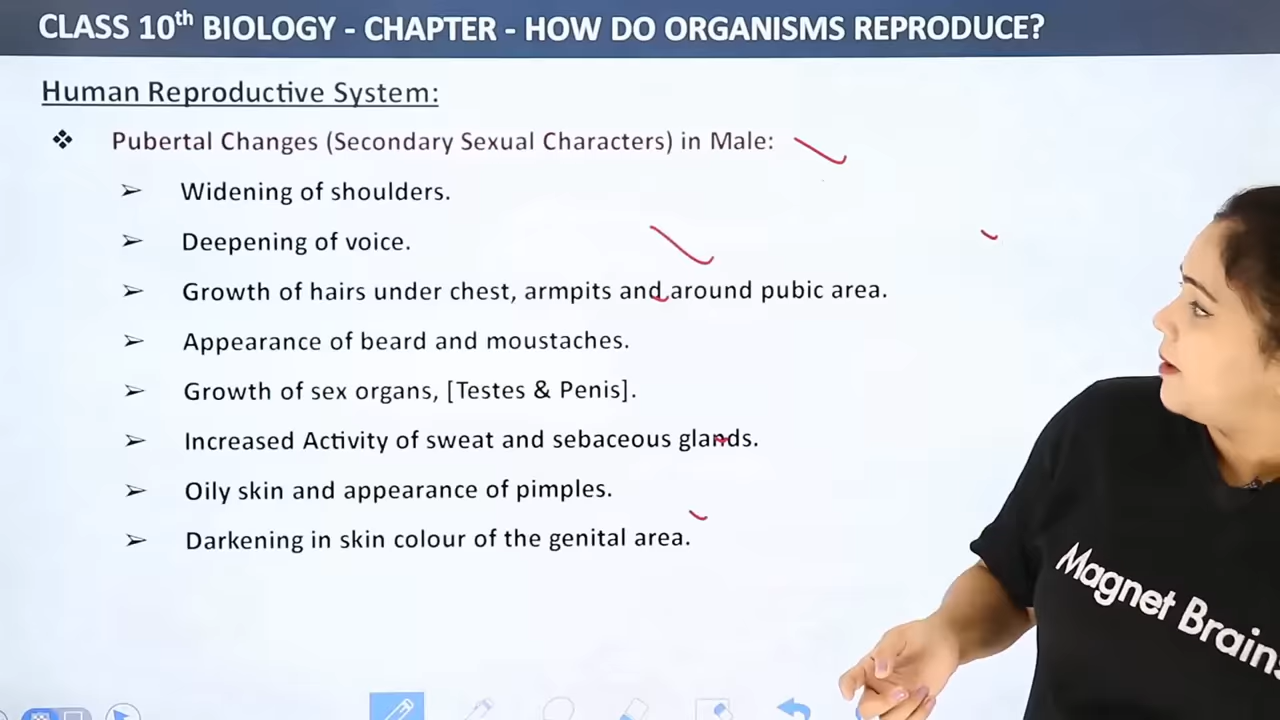 CLASS 10th BIOLOGY - CHAPTER - HOW DO ORGANISMS REPRODUCE?
Human Reproductive System:
❖ Pubertal Changes (Secondary Sexual Characters) in Male:
➢ Widening of shoulders.
➢ Deepening of voice.
➢ Growth of hairs under chest, armpits and around pubic area.
➢ Appearance of beard and moustaches.
➢ Growth of sex organs, [Testes & Penis].
➢ Increased Activity of sweat and sebaceous glands.
➢ Oily skin and appearance of pimples.
➢ Darkening in skin colour of the genital area.
Magnet Brains